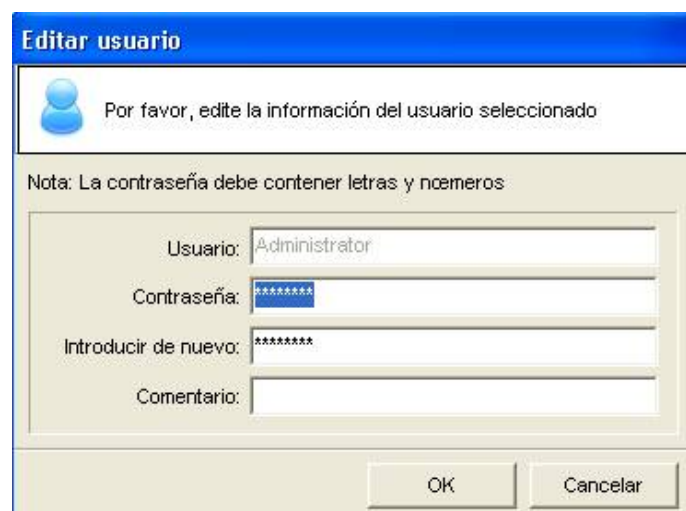 Editar usuario
Por favor, edite la información del usuario seleccionado
Nota: La contraseña debe contener letras y nœmeros
Usuario: Administrator
Contraseña: ********
Introducir de nuevo: ********
Comentario:
OK Cancelar